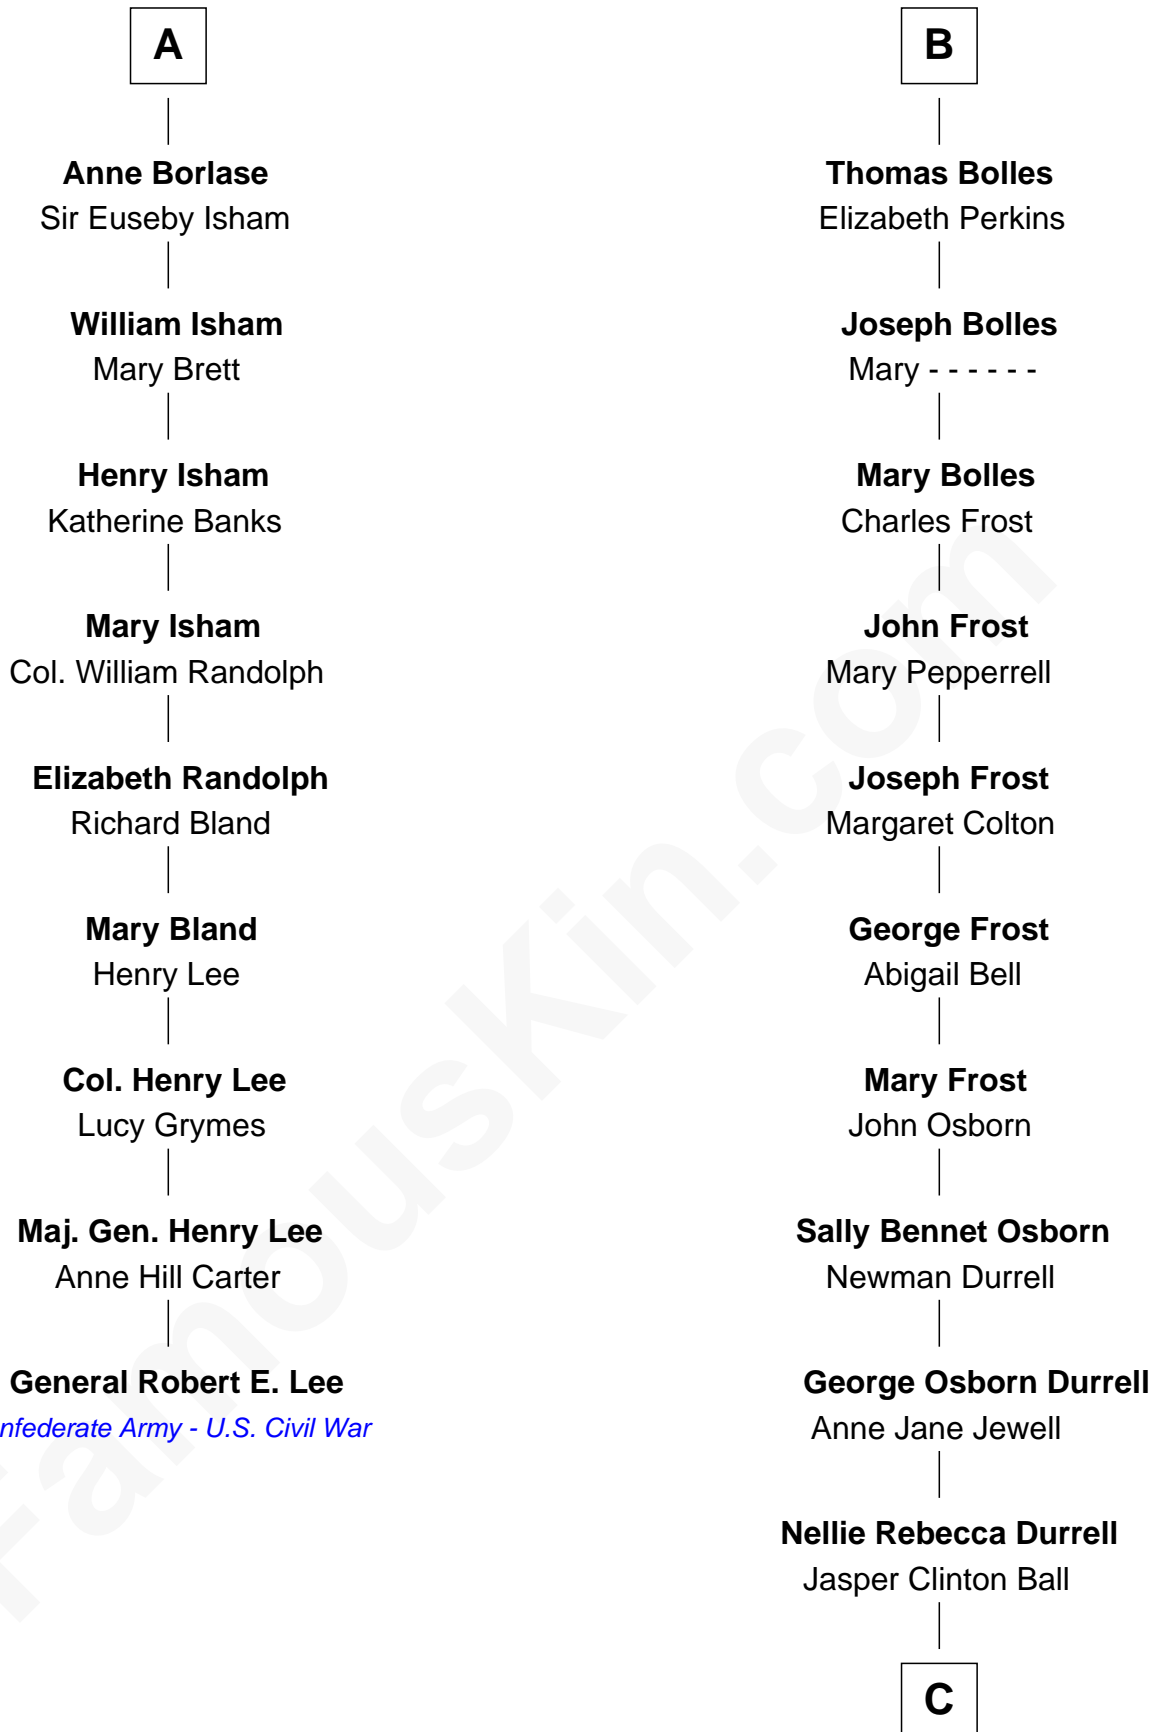 A
Anne Borlase
Sir Euseby Isham
William Isham
Mary Brett
Henry Isham
Katherine Banks
Mary Isham
Col. William Randolph
Elizabeth Randolph
Richard Bland
Mary Bland
Henry Lee
Col. Henry Lee
Lucy Grymes
Maj. Gen. Henry Lee
Anne Hill Carter
General Robert E. Lee
nfederate Army - U.S. Civil War
B
Thomas Bolles
Elizabeth Perkins
Joseph Bolles
Mary - - - - - -
Mary Bolles
Charles Frost
John Frost
Mary Pepperrell
Joseph Frost
Margaret Colton
George Frost
Abigail Bell
Mary Frost
John Osborn
Sally Bennet Osborn
Newman Durrell
George Osborn Durrell
Anne Jane Jewell
Nellie Rebecca Durrell
Jasper Clinton Ball
C
FamousKin.com